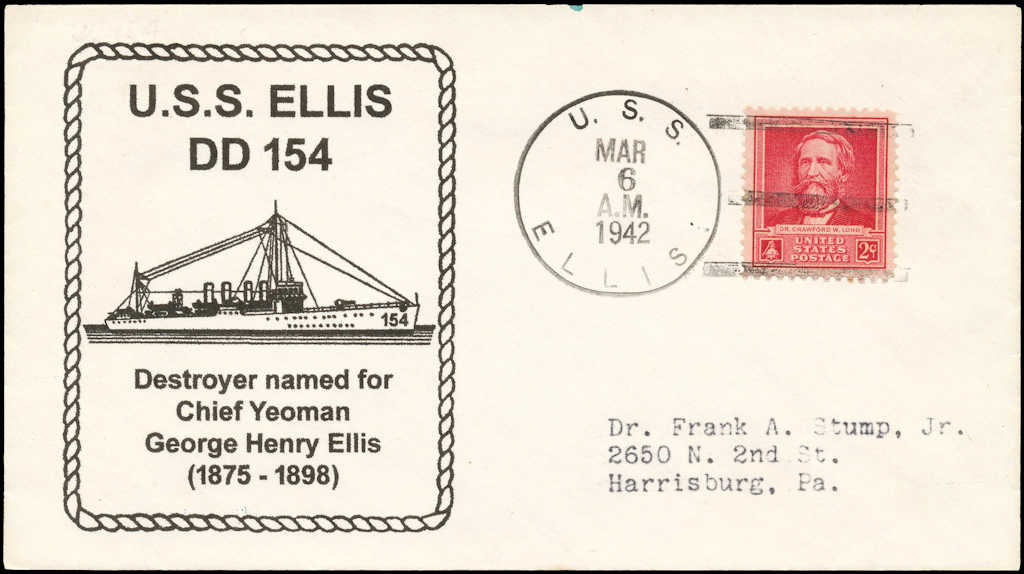 U.S.S. ELLIS
DD 154
154
Destroyer named for
Chief Yeoman
George Henry Ellis
(1875 - 1898)
U. S. S.
MAR
6
A.M.
1942
ELLIS
DR. CRAWFORD W. LONG
UNITED
STATES
POSTAGE
2¢
Dr. Frank A. Stump, Jr.
2650 N. 2nd St.
Harrisburg, Pa.